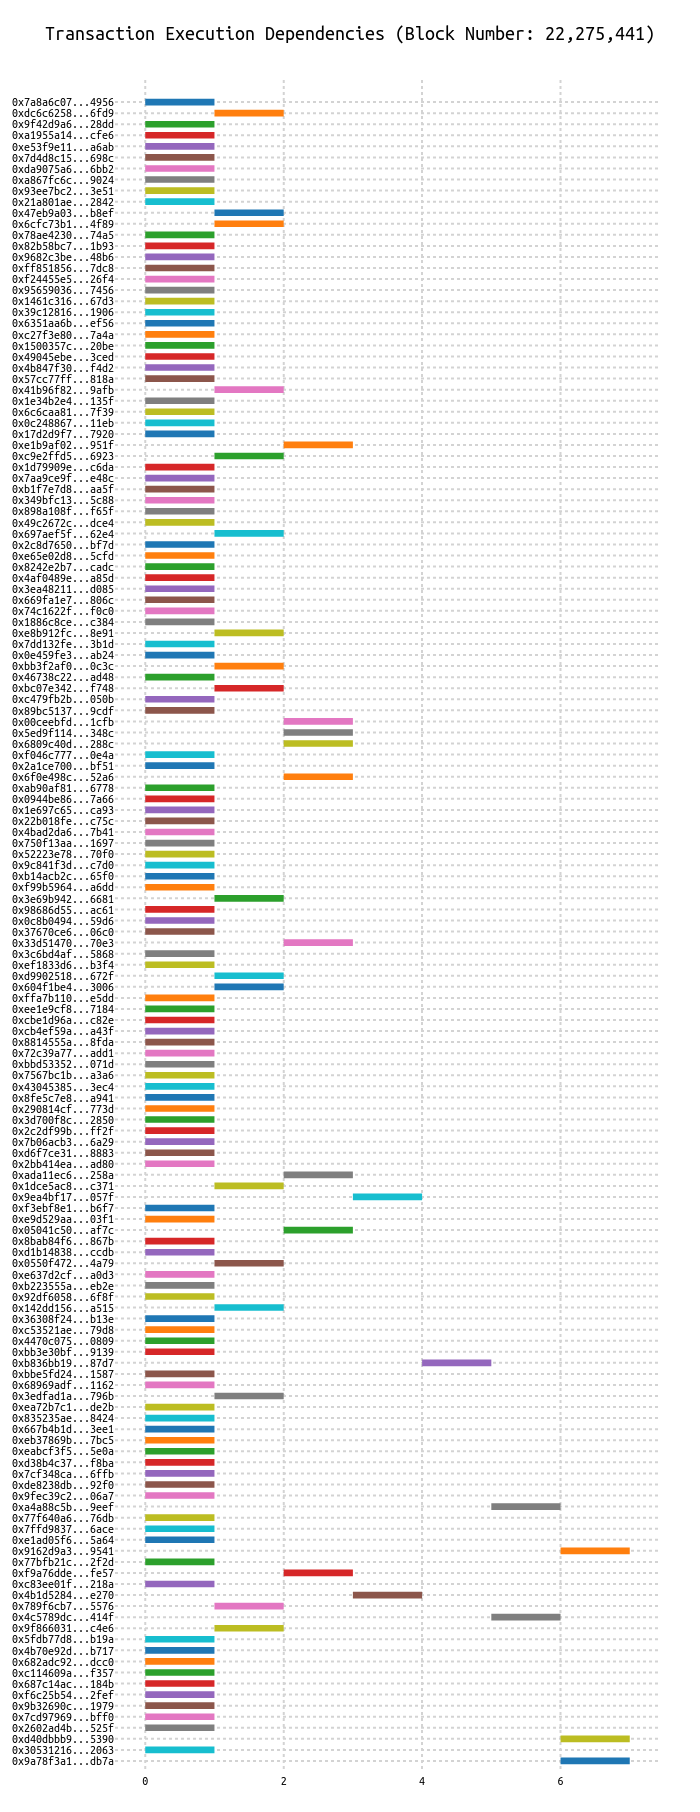 Transaction Execution Dependencies (Block Number: 22,275,441)
0x7a8a6c07...4956
0xdc6c6258...6fd9
0x9f42d9a6...28dd
0xa1955a14...cfe6
0xe53f9e11...a6ab
0x7d4d8c15...698c
0xda9075a6...6bb2
0xa867fc6c...9024
0x93ee7bc2...3e51
0x21a801ae...2842
0x47eb9a03...b8ef
0x6cfc73b1...4f89
0x78ae4230...74a5
0x82b58bc7...1b93
0x9682c3be...48b6
0xff851856...7dc8
0xf24455e5...26f4
0x95659036...7456
0x1461c316...67d3
0x39c12816...1906
0x6351aa6b...ef56
0xc27f3e80...7a4a
0x1500357c...20be
0x49045ebe...3ced
0x4b847f30...f4d2
0x57cc77ff...818a
0x41b96f82...9afb
0x1e34b2e4...135f
0x6c6caa81...7f39
0x0c248867...11eb
0x17d2d9f7...7920
0xe1b9af02...951f
0xc9e2ffd5...6923
0x1d79909e...c6da
0x7aa9ce9f...e48c
0xb1f7e7d8...aa5f
0x349bfc13...5c88
0x898a108f...f65f
0x49c2672c...dce4
0x697aef5f...62e4
0x2c8d7650...bf7d
0xe65e02d8...5cfd
0x8242e2b7...cadc
0x4af0489e...a85d
0x3ea48211...d085
0x669fa1e7...806c
0x74c1622f...f0c0
0x1886c8ce...c384
0xe8b912fc...8e91
0x7dd132fe...3b1d
0x0e459fe3...ab24
0xbb3f2af0...0c3c
0x46738c22...ad48
0xbc07e342...f748
0xc479fb2b...050b
0x89bc5137...9cdf
0x00ceebfd...1cfb
0x5ed9f114...348c
0x6809c40d...288c
0xf046c777...0e4a
0x2a1ce700...bf51
0x6f0e498c...52a6
0xab90af81...6778
0x0944be86...7a66
0x1e697c65...ca93
0x22b018fe...c75c
0x4bad2da6...7b41
0x750f13aa...1697
0x52223e78...70f0
0x9c841f3d...c7d0
0xb14acb2c...65f0
0xf99b5964...a6dd
0x3e69b942...6681
0x98686d55...ac61
0x0c8b0494...59d6
0x37670ce6...06c0
0x33d51470...70e3
0x3c6bd4af...5868
0xef1833d6...b3f4
0xd9902518...672f
0x604f1be4...3006
0xffa7b110...e5dd
0xee1e9cf8...7184
0xcbe1d96a...c82e
0xcb4ef59a...a43f
0x8814555a...8fda
0x72c39a77...add1
0xbbd53352...071d
0x7567bc1b...a3a6
0x43045385...3ec4
0x8fe5c7e8...a941
0x290814cf...773d
0x3d700f8c...2850
0x2c2df99b...ff2f
0x7b06acb3...6a29
0xd6f7ce31...8883
0x2bb414ea...ad80
0xada11ec6...258a
0x1dce5ac8...c371
0x9ea4bf17...057f
0xf3ebf8e1...b6f7
0xe9d529aa...03f1
0x05041c50...af7c
0x8bab84f6...867b
0xd1b14838...ccdb
0x0550f472...4a79
0xe637d2cf...a0d3
0xb223555a...eb2e
0x92df6058...6f8f
0x142dd156...a515
0x36308f24...b13e
0xc53521ae...79d8
0x4470c075...0809
0xbb3e30bf...9139
0xb836bb19...87d7
0xbbe5fd24...1587
0x68969adf...1162
0x3edfad1a...796b
0xea72b7c1...de2b
0x835235ae...8424
0x667b4b1d...3ee1
0xeb37869b...7bc5
0xeabcf3f5...5e0a
0xd38b4c37...f8ba
0x7cf348ca...6ffb
0xde8238db...92f0
0x9fec39c2...06a7
0xa4a88c5b...9eef
0x77f640a6...76db
0x7ffd9837...6ace
0xe1ad05f6...5a64
0x9162d9a3...9541
0x77bfb21c...2f2d
0xf9a76dde...fe57
0xc83ee01f...218a
0x4b1d5284...e270
0x789f6cb7...5576
0x4c5789dc...414f
0x9f866031...c4e6
0x5fdb77d8...b19a
0x4b70e92d...b717
0x682adc92...dcc0
0xc114609a...f357
0x687c14ac...184b
0xf6c25b54...2fef
0x9b32690c...1979
0x7cd97969...bff0
0x2602ad4b...525f
0xd40dbbb9...5390
0x30531216...2063
0x9a78f3a1...db7a
0 2 4 6